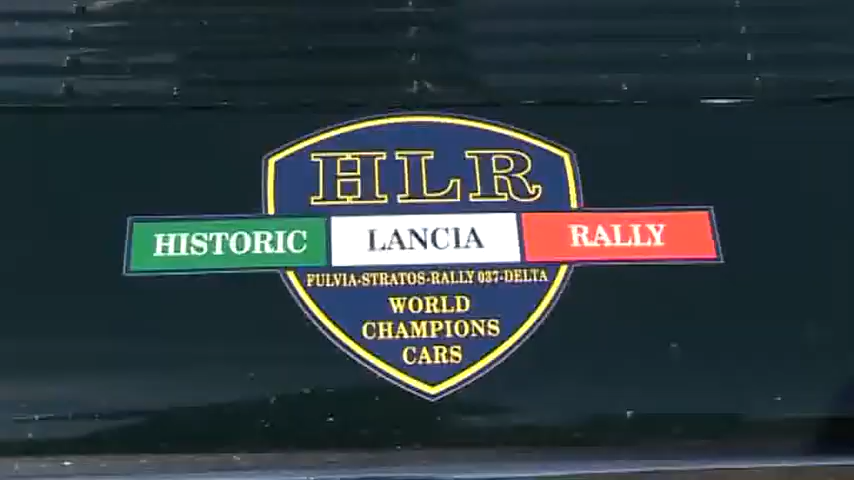 HLR
HISTORIC LANCIA RALLY
FULVIA-STRATOS-RALLY 037-DELTA
WORLD
CHAMPIONS
CARS